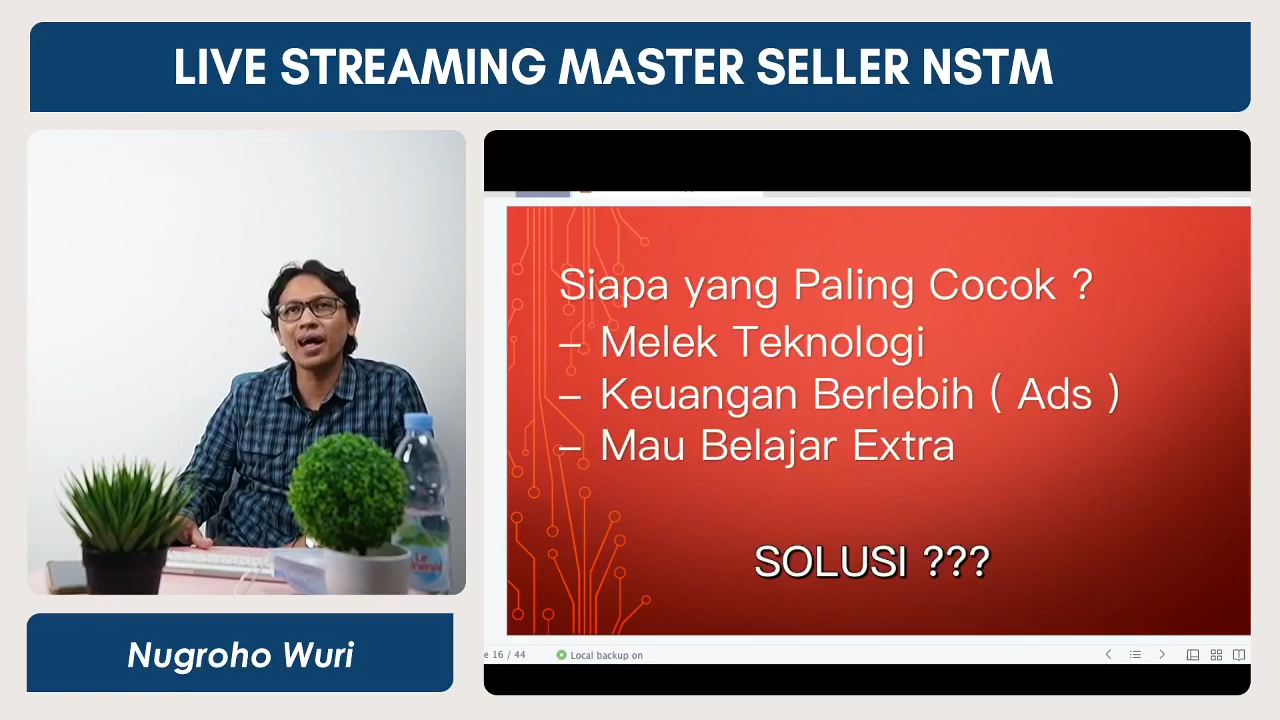 LIVE STREAMING MASTER SELLER NSTM
Siapa yang Paling Cocok ?
– Melek Teknologi
– Keuangan Berlebih ( Ads )
– Mau Belajar Extra
SOLUSI ???
16 / 44
Local backup on
Nugroho Wuri